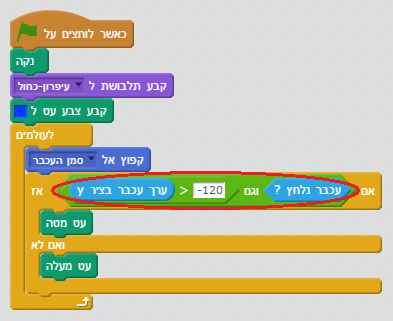 כאשר לוחצים על
נקה
קבע תלבושת ל עיפרון-כחול
קבע צבע עט ל
לעולמים
קפוץ אל סמן העכבר
אם עכבר נלחץ ? וגם -120 < ערך עכבר בציר y אז
עט מטה
ואם לא
עט מעלה